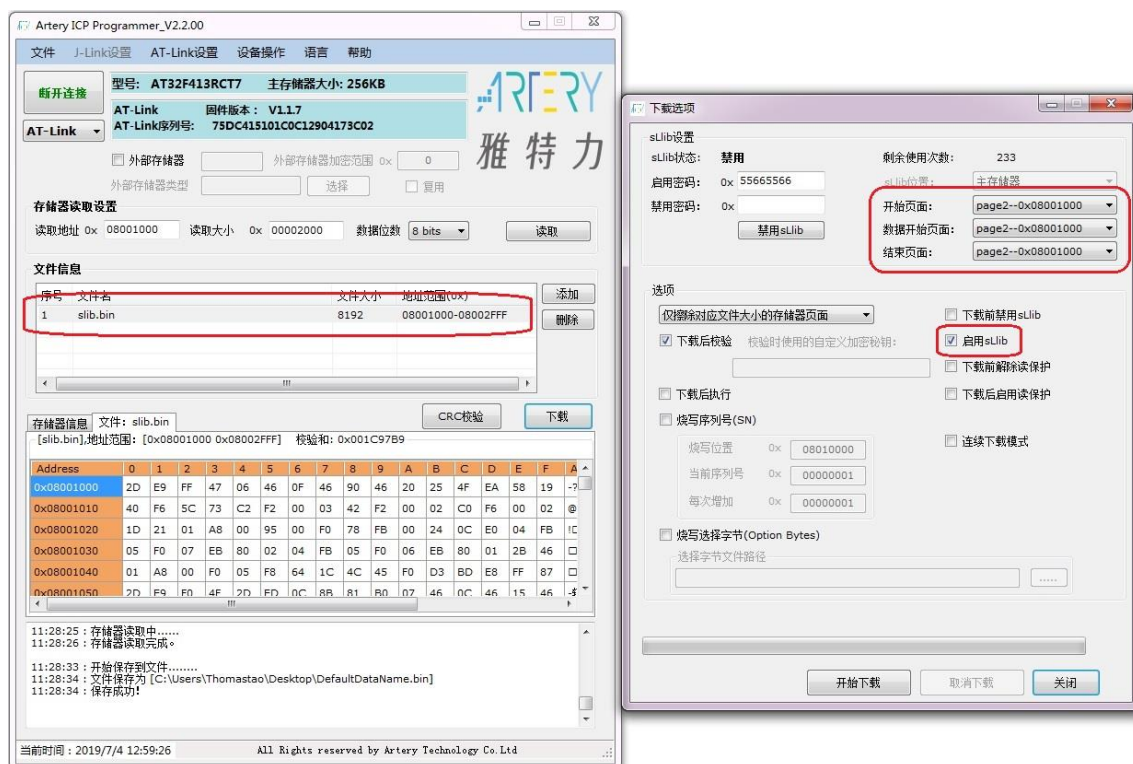 Artery ICP Programmer_V2.2.00
文件 J-Link设置 AT-Link设置 设备操作 语言 帮助
断开连接
型号: AT32F413RCT7 主存储器大小: 256KB
AT-Link 固件版本： V1.1.7
AT-Link序列号: 75DC415101C0C12904173C02
AT-Link
ARTERY
雅特力
外部存储器 外部存储器加密范围 0x 0
外部存储器类型 选择 复用
存储器读取设置
读取地址 0x 08001000 读取大小 0x 00002000 数据位数 8 bits 读取
文件信息
序号 文件名 文件大小 地址范围(0x)
1 slib.bin 8192 08001000-08002FFF
添加
删除
存储器信息 文件: slib.bin CRC校验 下载
[slib.bin],地址范围: [0x08001000 0x08002FFF] 校验和: 0x001C97B9
Address 0 1 2 3 4 5 6 7 8 9 A B C D E F A
0x08001000 2D E9 FF 47 06 46 0F 46 90 46 20 25 4F EA 58 19 -?
0x08001010 40 F6 5C 73 C2 F2 00 03 42 F2 00 02 C0 F6 00 02 @
0x08001020 1D 21 01 A8 00 95 00 F0 78 FB 00 24 0C E0 04 FB
0x08001030 05 F0 07 EB 80 02 04 FB 05 F0 06 EB 80 01 2B 46
0x08001040 01 A8 00 F0 05 F8 64 1C 4C 45 F0 D3 BD E8 FF 87
0x08001050 2D E9 F0 4F 2D ED 0C 8B 81 B0 07 46 0C 46 15 46
11:28:25 : 存储器读取中......
11:28:26 : 存储器读取完成。
11:28:33 : 开始保存到文件........
11:28:34 : 文件保存为 [C:\Users\Thomastao\Desktop\DefaultDataName.bin]
11:28:34 : 保存成功!
当前时间 : 2019/7/4 12:59:26 All Rights reserved by Artery Technology Co.Ltd
下载选项
sLlib设置
sLlib状态: 禁用 剩余使用次数: 233
启用密码: 0x 55665566 sLlib位置: 主存储器
禁用密码: 0x 开始页面: page2--0x08001000
禁用sLlib 数据开始页面: page2--0x08001000
结束页面: page2--0x08001000
选项
仅擦除对应文件大小的存储器页面 下载前禁用sLlib
下载后校验 校验时使用的自定义加密秘钥: 启用sLlib
下载前解除读保护
下载后执行 下载后启用读保护
烧写序列号(SN)
烧写位置 0x 08010000 连续下载模式
当前序列号 0x 00000001
每次增加 0x 00000001
烧写选择字节(Option Bytes)
选择字节文件路径
.....
开始下载 取消下载 关闭